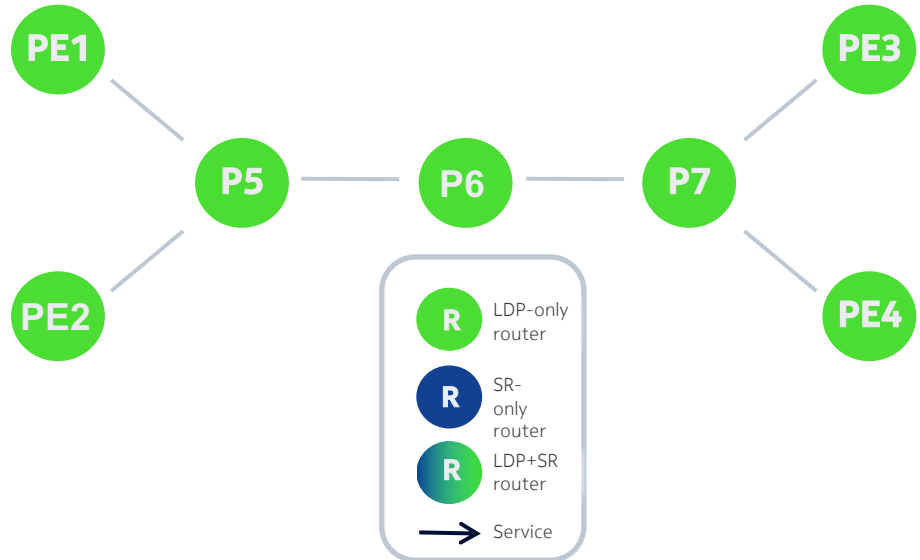 PE1
PE3
P5
P6
P7
PE2
PE4
R
LDP-only
router
R
SR-
only
router
R
LDP+SR
router
Service